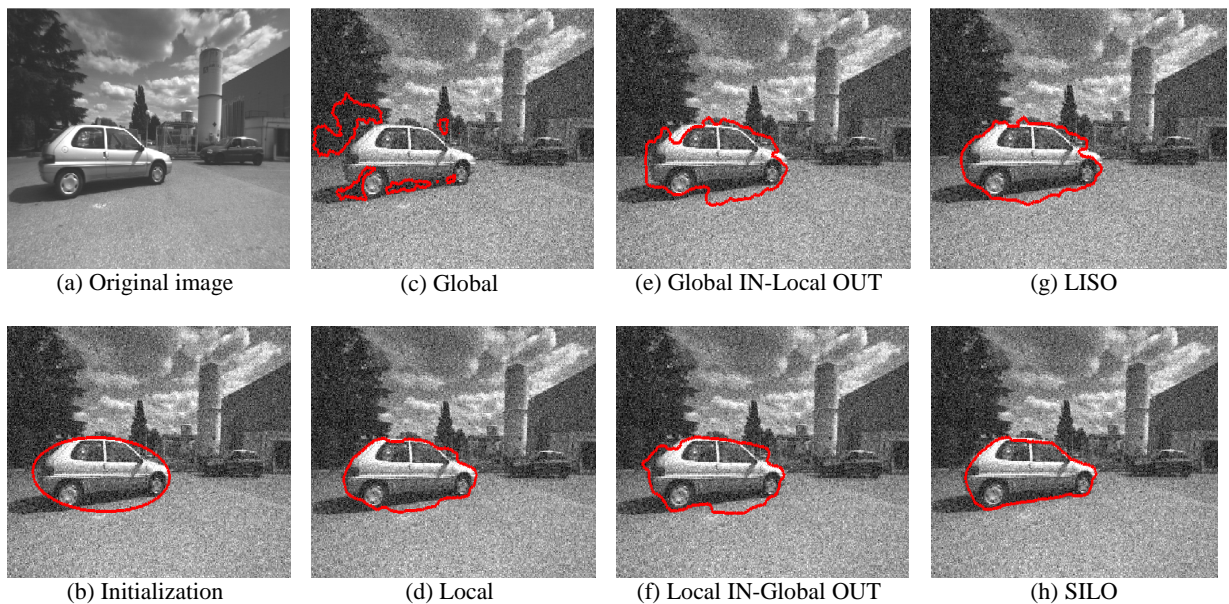 (a) Original image
(c) Global
(e) Global IN-Local OUT
(g) LISO
(b) Initialization
(d) Local
(f) Local IN-Global OUT
(h) SILO